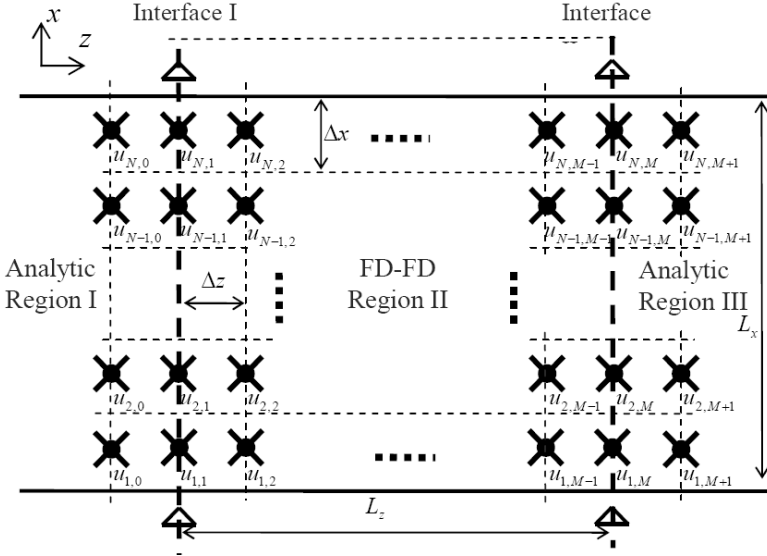 x
Interface I
Interface
z
Δx
u_{N,0} u_{N,1} u_{N,2} u_{N,M-1} u_{N,M} u_{N,M+1}
u_{N-1,0} u_{N-1,1} u_{N-1,2} u_{N-1,M-1} u_{N-1,M} u_{N-1,M+1}
Analytic
Region I
Δz
FD-FD
Region II
Analytic
Region III
L_x
u_{2,0} u_{2,1} u_{2,2} u_{2,M-1} u_{2,M} u_{2,M+1}
u_{1,0} u_{1,1} u_{1,2} u_{1,M-1} u_{1,M} u_{1,M+1}
L_z